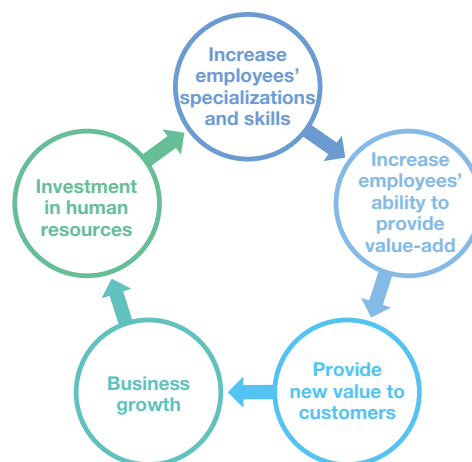 Increase
employees’
specializations
and skills
Increase
employees’
ability to
provide
value-add
Provide
new value to
customers
Business
growth
Investment
in human
resources